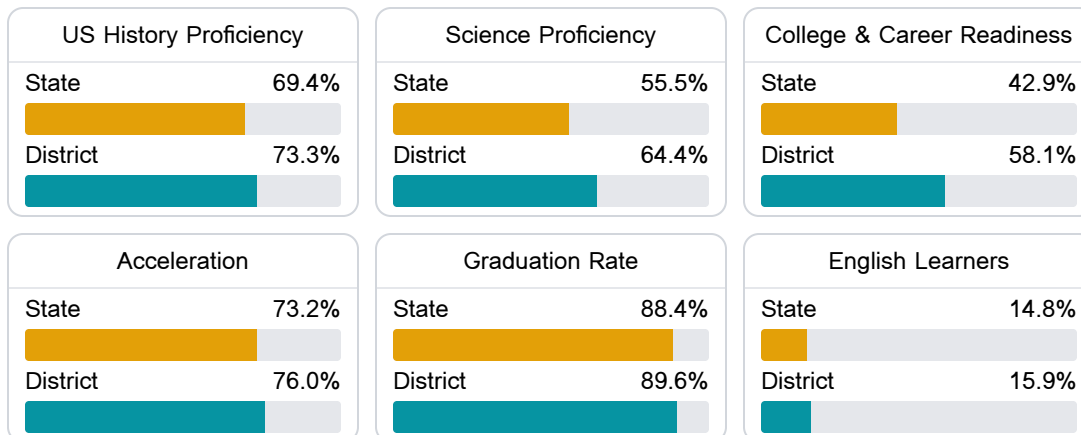 US History Proficiency
State 69.4%
District 73.3%
Science Proficiency
State 55.5%
District 64.4%
College & Career Readiness
State 42.9%
District 58.1%
Acceleration
State 73.2%
District 76.0%
Graduation Rate
State 88.4%
District 89.6%
English Learners
State 14.8%
District 15.9%